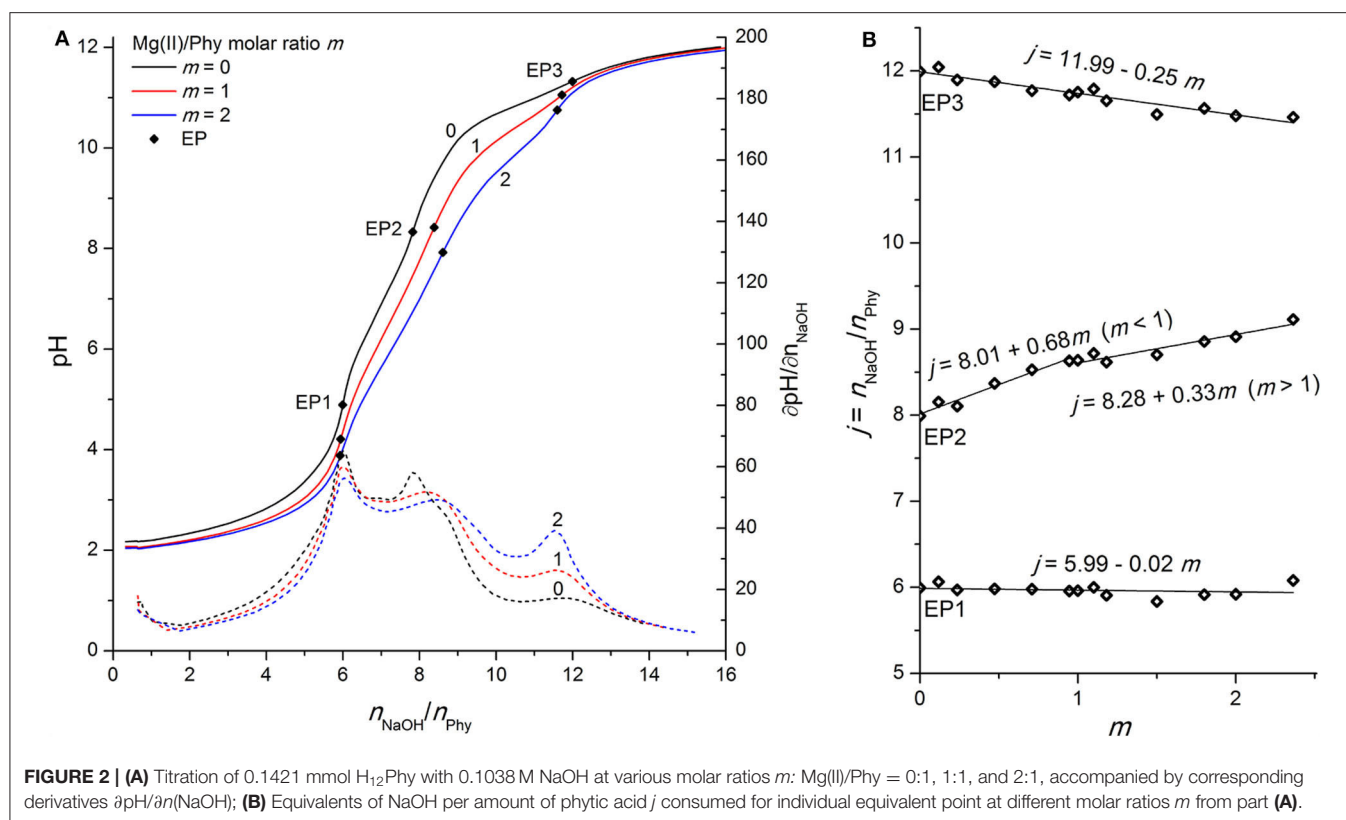 A
Mg(II)/Phy molar ratio m
m = 0
m = 1
m = 2
EP
12
10
8
6
4
2
0
pH
0 2 4 6 8 10 12 14 16
nNaOH/nPhy
200
180
160
140
120
100
80
60
40
20
0
∂pH/∂nNaOH
EP3
0
1
2
EP2
EP1
2
1
0
B
12
11
10
9
8
7
6
5
j = nNaOH/nPhy
0 1 2
m
j = 11.99 - 0.25 m
EP3
j = 8.01 + 0.68m (m < 1)
j = 8.28 + 0.33m (m > 1)
EP2
j = 5.99 - 0.02 m
EP1
FIGURE 2 | (A) Titration of 0.1421 mmol H12Phy with 0.1038 M NaOH at various molar ratios m: Mg(II)/Phy = 0:1, 1:1, and 2:1, accompanied by corresponding
derivatives ∂pH/∂n(NaOH); (B) Equivalents of NaOH per amount of phytic acid j consumed for individual equivalent point at different molar ratios m from part (A).